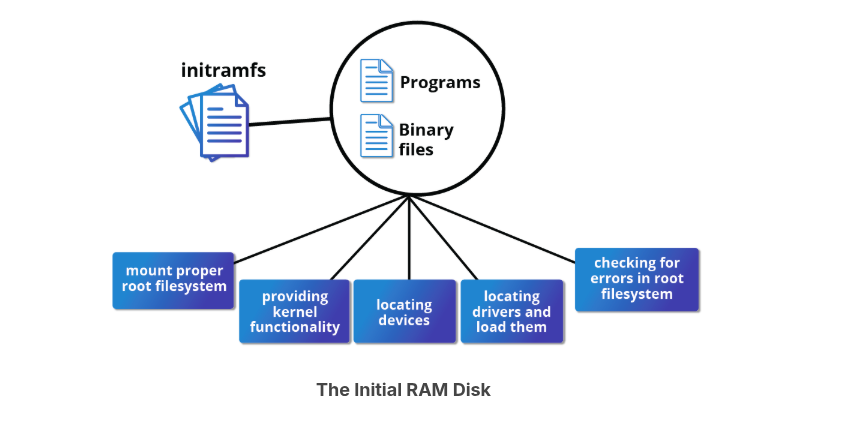 initramfs
Programs
Binary
files
mount proper
root filesystem
providing
kernel
functionality
locating
devices
locating
drivers and
load them
checking for
errors in root
filesystem
The Initial RAM Disk